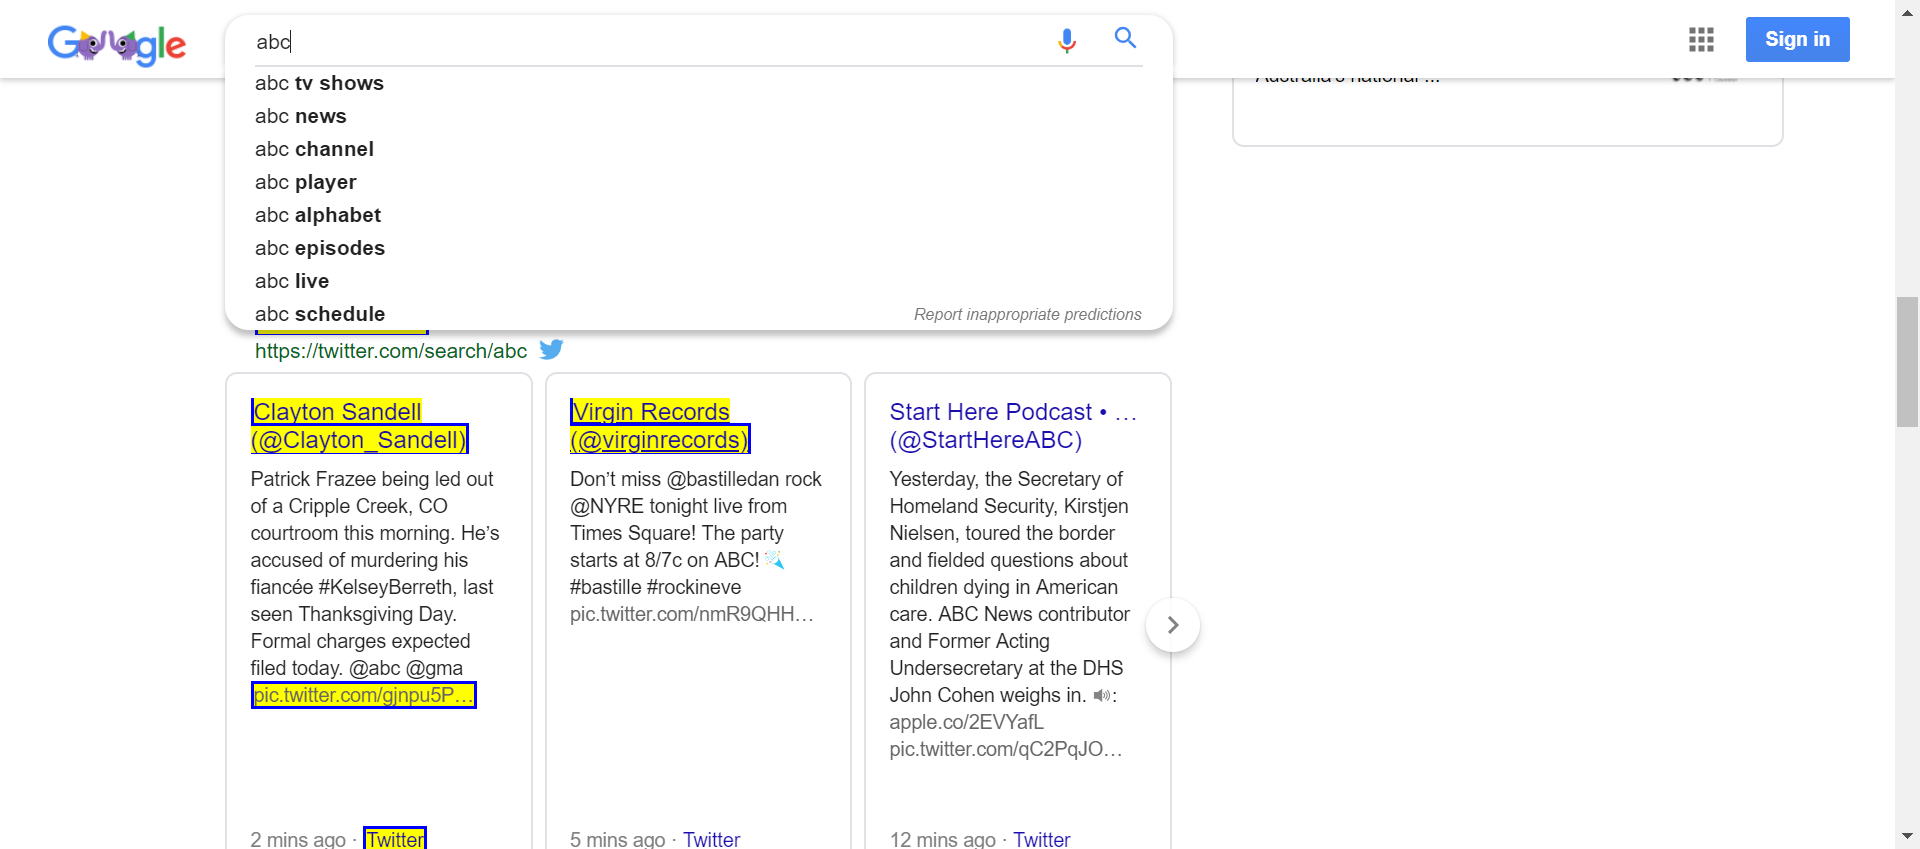 Google
abc
Sign in
abc tv shows
abc news
abc channel
abc player
abc alphabet
abc episodes
abc live
abc schedule
Report inappropriate predictions
Australia's national ...
https://twitter.com/search/abc
Clayton Sandell
(@Clayton_Sandell)
Patrick Frazee being led out
of a Cripple Creek, CO
courtroom this morning. He’s
accused of murdering his
fiancée #KelseyBerreth, last
seen Thanksgiving Day.
Formal charges expected
filed today. @abc @gma
pic.twitter.com/gjnpu5P…
2 mins ago · Twitter
Virgin Records
(@virginrecords)
Don’t miss @bastilledan rock
@NYRE tonight live from
Times Square! The party
starts at 8/7c on ABC! 🎉
#bastille #rockineve
pic.twitter.com/nmR9QHH…
5 mins ago · Twitter
Start Here Podcast • …
(@StartHereABC)
Yesterday, the Secretary of
Homeland Security, Kirstjen
Nielsen, toured the border
and fielded questions about
children dying in American
care. ABC News contributor
and Former Acting
Undersecretary at the DHS
John Cohen weighs in. 🔊:
apple.co/2EVYafL
pic.twitter.com/qC2PqJO…
12 mins ago · Twitter